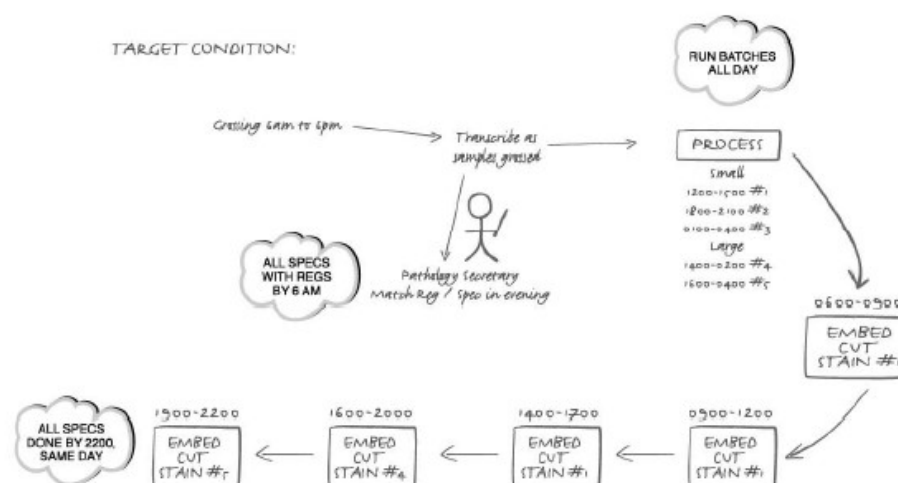 TARGET CONDITION:
RUN BATCHES
ALL DAY
Grossing 6am to 6pm
Transcribe as
samples grossed
PROCESS
Small
1200-1500 #1
1800-2100 #2
0100-0400 #3
Large
1400-0200 #4
1600-0400 #5
ALL SPECS
WITH REGS
BY 6 AM
Pathology Secretary
Match Reg / Spec in evening
0600-0900
EMBED
CUT
STAIN
ALL SPECS
DONE BY 2200,
SAME DAY
1900-2200
EMBED
CUT
STAIN #5
1600-2000
EMBED
CUT
STAIN #4
1400-1700
EMBED
CUT
STAIN #1
0900-1200
EMBED
CUT
STAIN #1